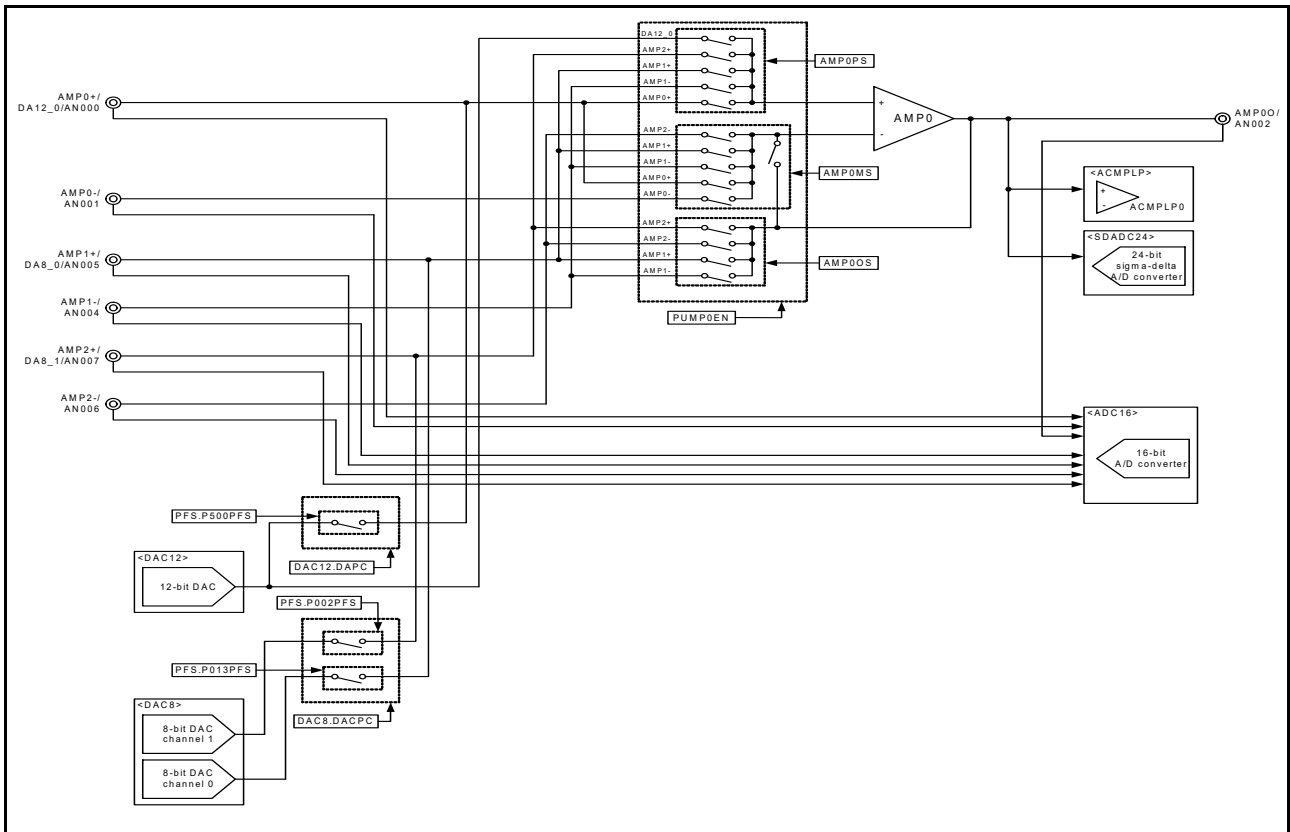 AMP0+/
DA12_0/AN000
AMP0-/
AN001
AMP1+/
DA8_0/AN005
AMP1-/
AN004
AMP2+/
DA8_1/AN007
AMP2-/
AN006
DA12_0
AMP2+
AMP1+
AMP1-
AMP0+
AMP0PS
AMP2-
AMP1+
AMP1-
AMP0+
AMP0-
AMP0MS
AMP2+
AMP2-
AMP1+
AMP1-
AMP0OS
PUMP0EN
+
-
AMP0
AMP0O/
AN002
<ACMPLP>
+
-
ACMPLP0
<SDADC24>
24-bit
sigma-delta
A/D converter
<ADC16>
16-bit
A/D converter
PFS.P500PFS
DAC12.DAPC
<DAC12>
12-bit DAC
PFS.P002PFS
PFS.P013PFS
DAC8.DACPC
<DAC8>
8-bit DAC
channel 1
8-bit DAC
channel 0